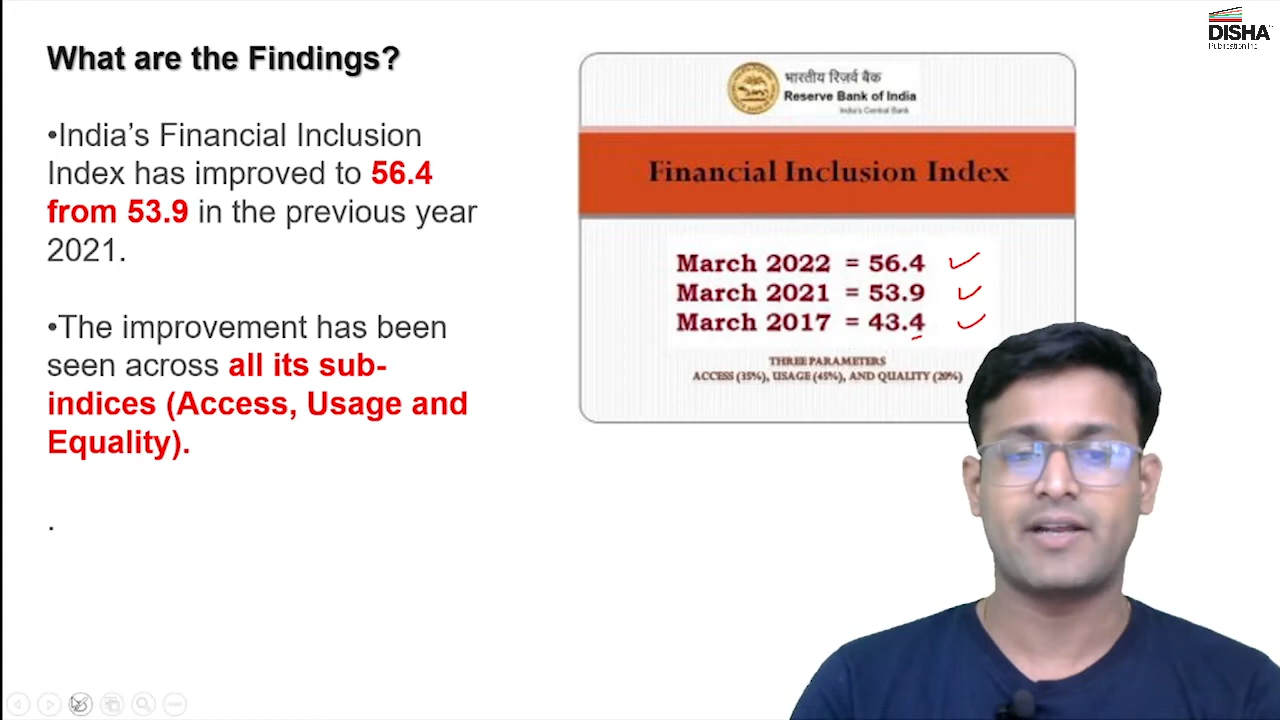 What are the Findings?
•India’s Financial Inclusion
Index has improved to 56.4
from 53.9 in the previous year
2021.
•The improvement has been
seen across all its sub-
indices (Access, Usage and
Equality).
.
DISHA
Publication Inc
भारतीय रिज़र्व बैंक
Reserve Bank of India
India's Central Bank
Financial Inclusion Index
March 2022 = 56.4
March 2021 = 53.9
March 2017 = 43.4
THREE PARAMETERS
ACCESS (35%), USAGE (45%), AND QUALITY (20%)